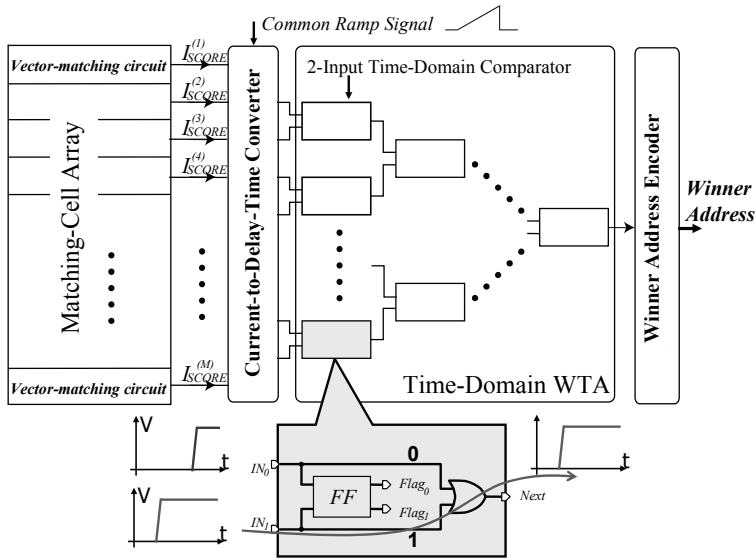 Common Ramp Signal
Vector-matching circuit
I_SCORE^(1)
I_SCORE^(2)
I_SCORE^(3)
I_SCORE^(4)
I_SCORE^(M)
Matching-Cell Array
Vector-matching circuit
Current-to-Delay-Time Converter
2-Input Time-Domain Comparator
Time-Domain WTA
Winner Address Encoder
Winner
Address
V
t
V
t
IN_0
IN_1
0
FF
Flag_0
Flag_1
1
Next
t